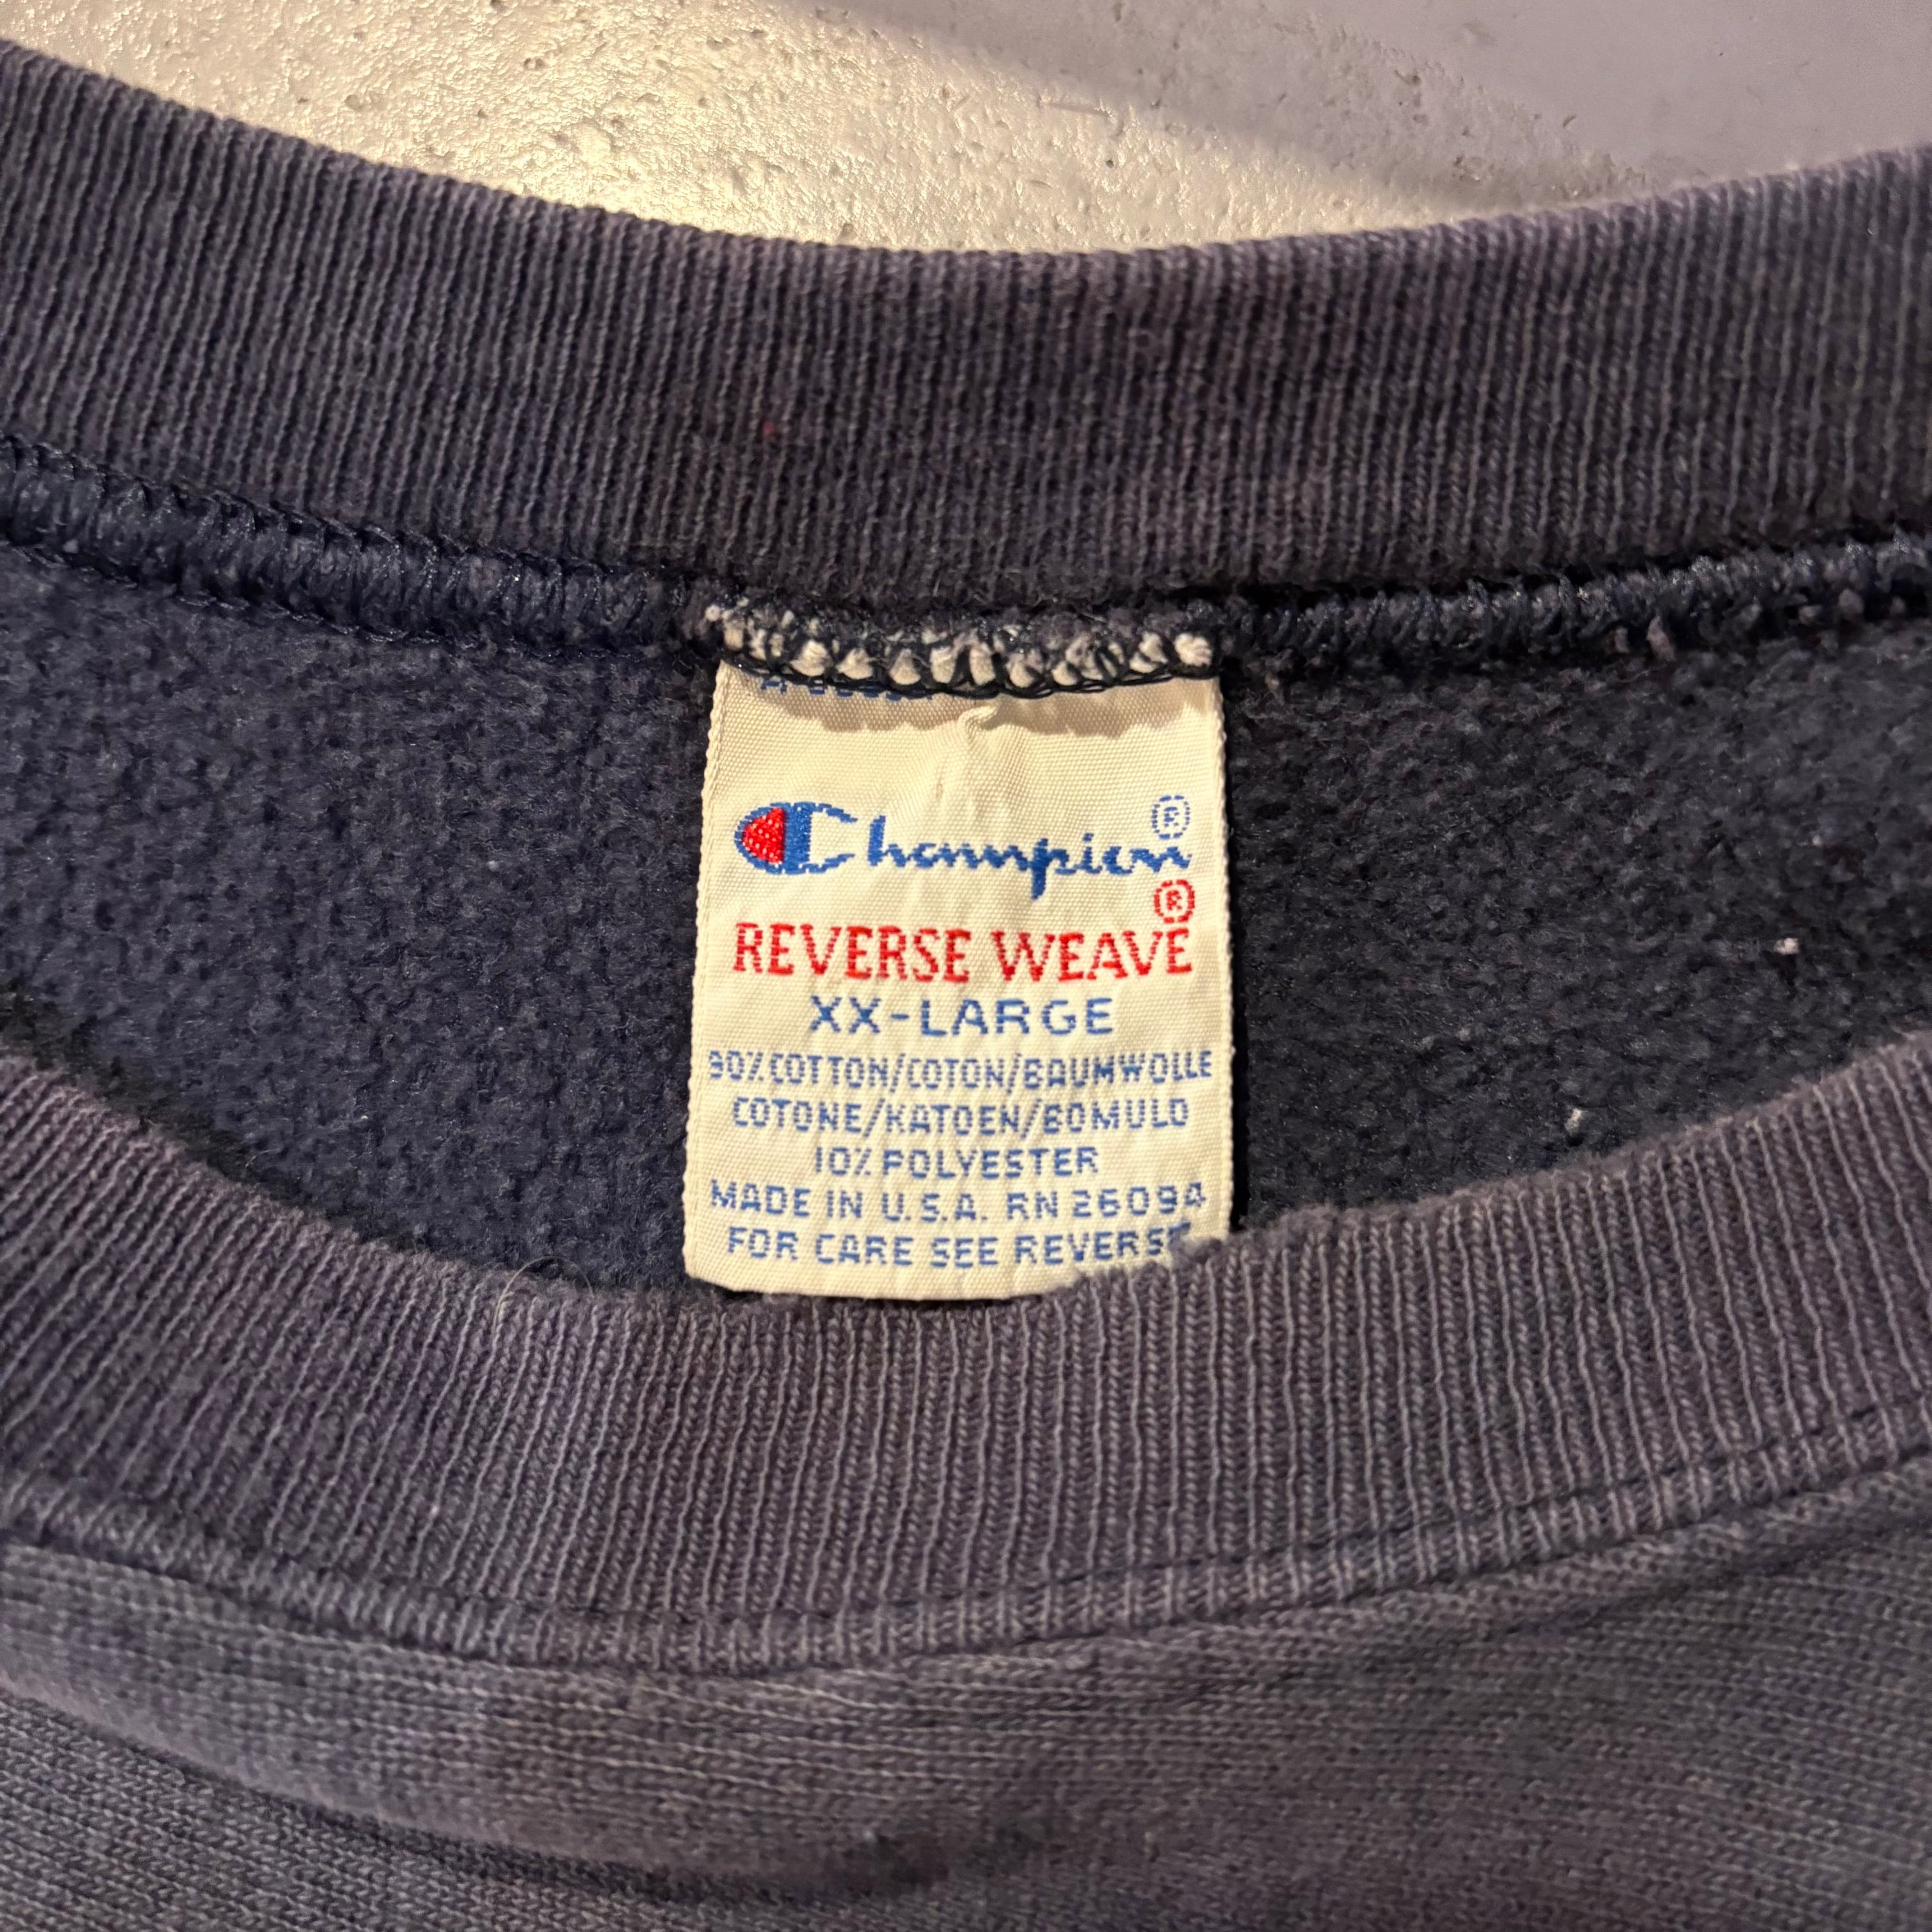 Champion®
REVERSE WEAVE®
XX-LARGE
90% COTTON/COTON/BAUMWOLLE
COTONE/KATOEN/BOMULD
10% POLYESTER
MADE IN U.S.A. RN 26094
FOR CARE SEE REVERSE